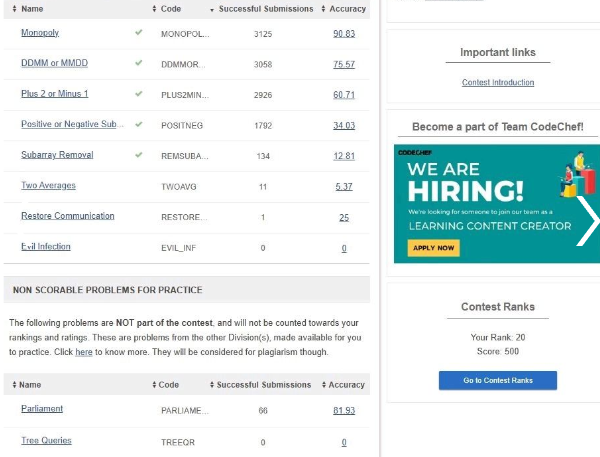 Name Code Successful Submissions Accuracy
Monopoly MONOPOL... 3125 90.83
DDMM or MMDD DDMMOR... 3058 75.57
Plus 2 or Minus 1 PLUS2MIN... 2926 60.71
Positive or Negative Sub... POSITNEG 1792 34.03
Subarray Removal REMSUBA... 134 12.81
Two Averages TWOAVG 11 5.37
Restore Communication RESTORE... 1 25
Evil Infection EVIL_INF 0 0
NON SCORABLE PROBLEMS FOR PRACTICE
The following problems are NOT part of the contest, and will not be counted towards your
rankings and ratings. These are problems from the other Division(s), made available for you
to practice. Click here to know more. They will be considered for plagiarism though.
Name Code Successful Submissions Accuracy
Parliament PARLIAME... 66 81.93
Tree Queries TREEQR 0 0
Important links
Contest Introduction
Become a part of Team CodeChef!
CODECHEF
WE ARE
HIRING!
We're looking for someone to join our team as a
LEARNING CONTENT CREATOR
APPLY NOW
Contest Ranks
Your Rank: 20
Score: 500
Go to Contest Ranks